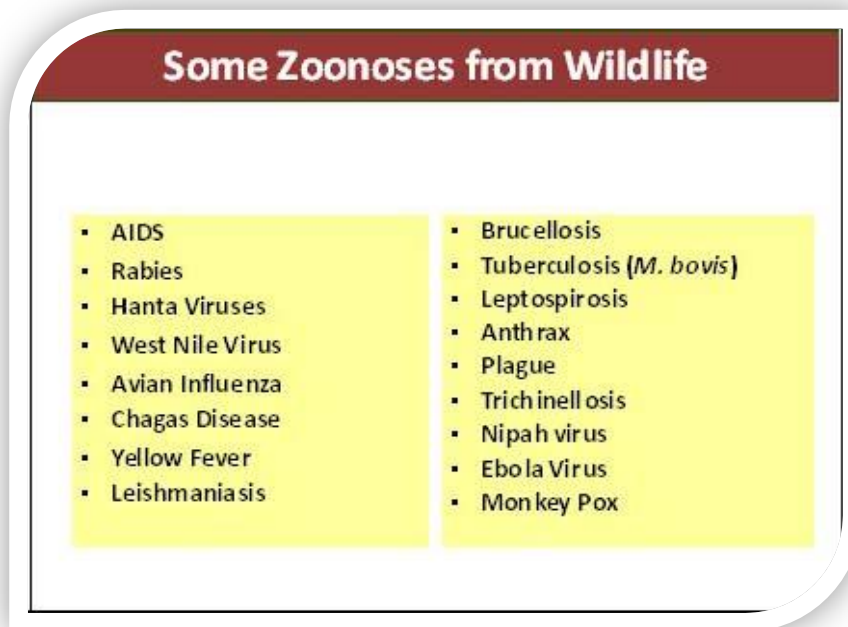 Some Zoonoses from Wildlife
▪ AIDS
▪ Rabies
▪ Hanta Viruses
▪ West Nile Virus
▪ Avian Influenza
▪ Chagas Disease
▪ Yellow Fever
▪ Leishmaniasis
▪ Brucellosis
▪ Tuberculosis (M. bovis)
▪ Leptospirosis
▪ Anthrax
▪ Plague
▪ Trichinellosis
▪ Nipah virus
▪ Ebola Virus
▪ Monkey Pox